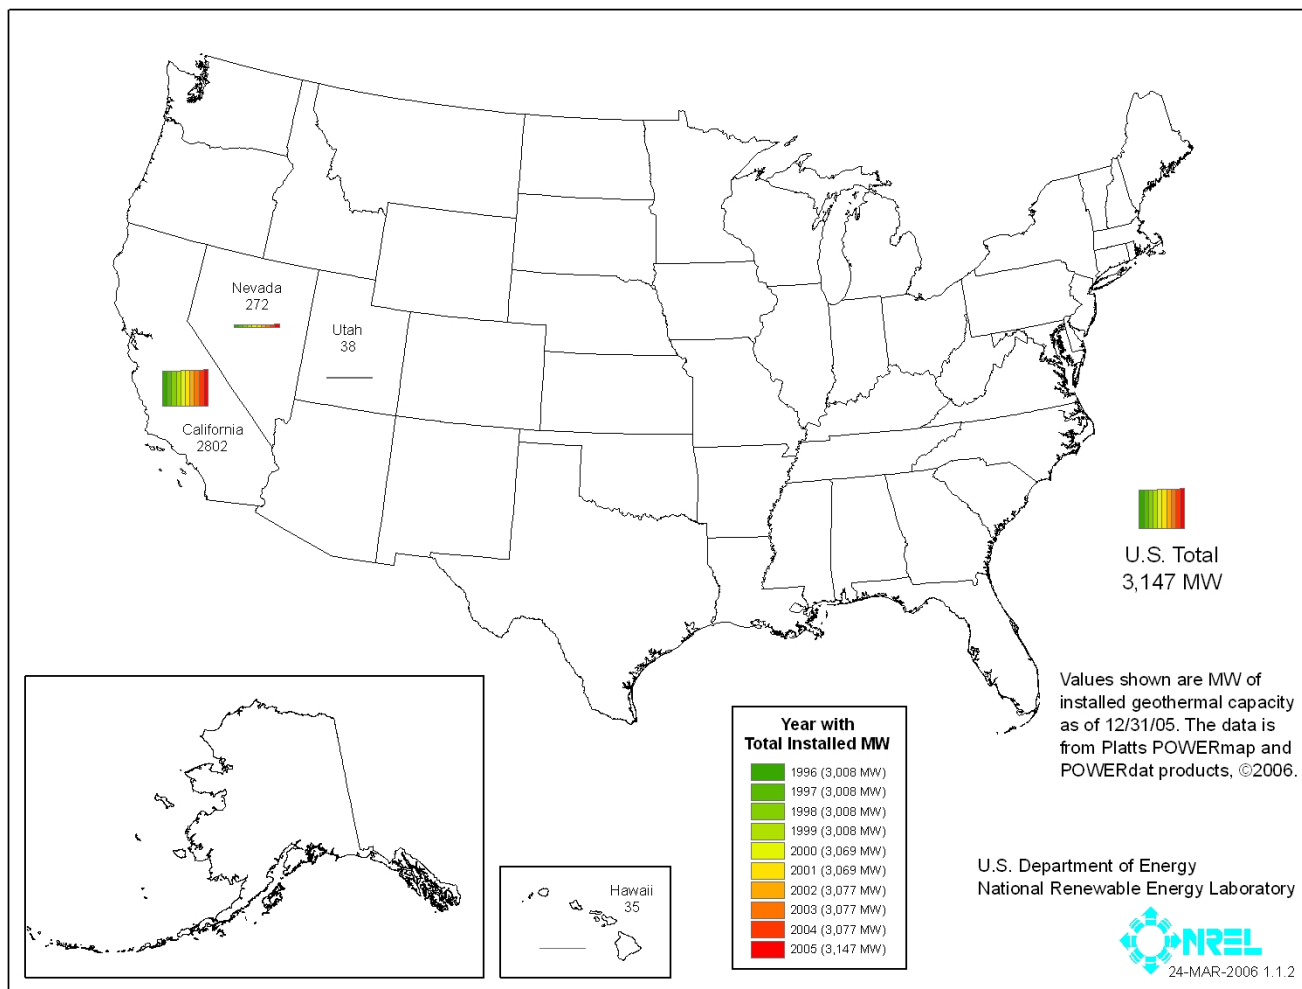 Nevada
272
Utah
38
California
2802
U.S. Total
3,147 MW
Values shown are MW of
installed geothermal capacity
as of 12/31/05. The data is
from Platts POWERmap and
POWERdat products, ©2006.
Year with
Total Installed MW
1996 (3,008 MW)
1997 (3,008 MW)
1998 (3,008 MW)
1999 (3,008 MW)
2000 (3,069 MW)
2001 (3,069 MW)
2002 (3,077 MW)
2003 (3,077 MW)
2004 (3,077 MW)
2005 (3,147 MW)
Hawaii
35
U.S. Department of Energy
National Renewable Energy Laboratory
NREL
24-MAR-2006 1.1.2